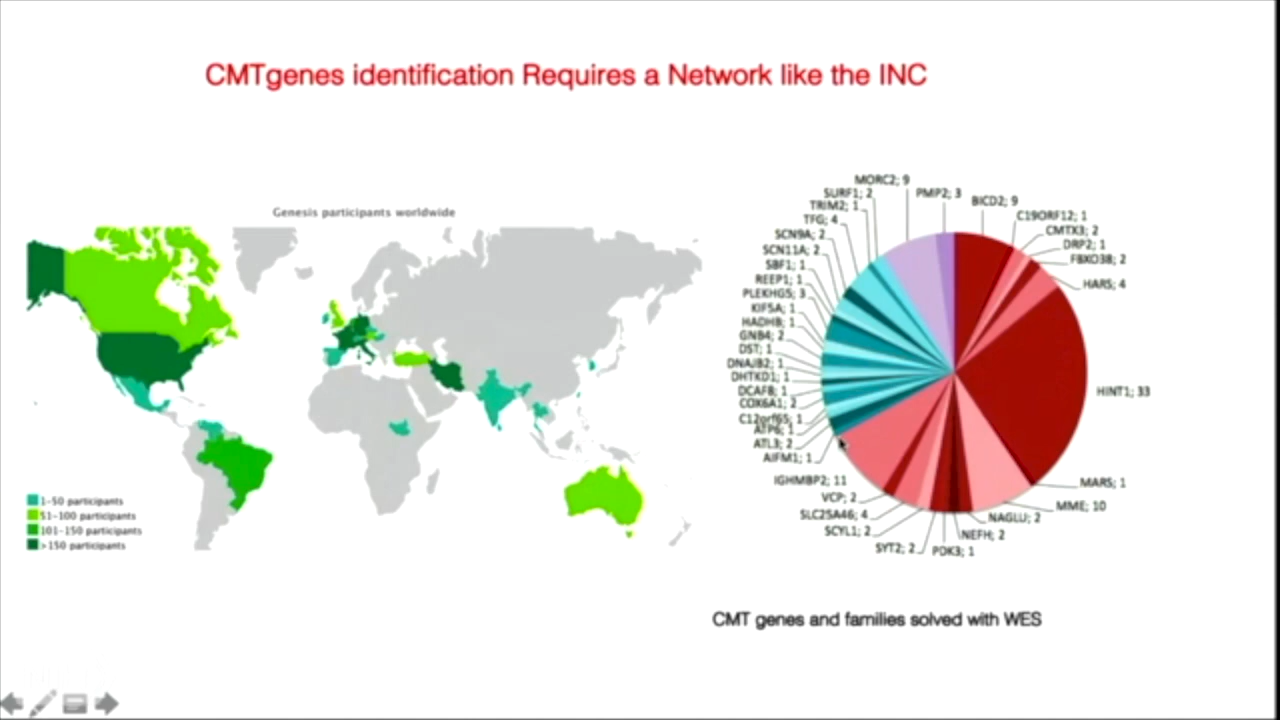 CMTgenes identification Requires a Network like the INC
Genesis participants worldwide
1-50 participants
51-100 participants
101-150 participants
>150 participants
MORC2; 9
PMP2; 3
BICD2; 9
C19ORF12; 1
CMTX3; 2
DRP2; 1
FBXO38; 2
HARS; 4
HINT1; 33
MARS; 1
MME; 10
NAGLU; 2
NEFH; 2
PDK3; 1
SYT2; 2
SCYL1; 2
SLC25A46; 4
VCP; 2
IGHMBP2; 11
AIFM1; 1
ATL3; 2
ATP6; 1
C12orf65; 1
COX6A1; 2
DCAF8; 1
DHTKD1; 1
DNAJB2; 1
DST; 1
GNB4; 2
HADHB; 1
KIF5A; 1
PLEKHG5; 3
REEP1; 1
SBF1; 1
SCN11A; 2
SCN9A; 2
TFG; 4
TRIM2; 1
SURF1; 2
CMT genes and families solved with WES